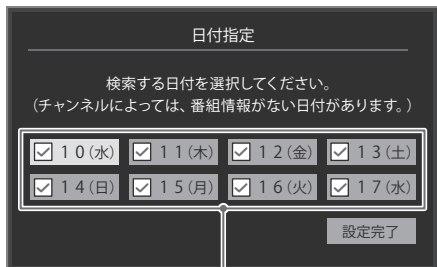 日付指定
検索する日付を選択してください。
(チャンネルによっては、番組情報がない日付があります。)
10(水) 11(木) 12(金) 13(土)
14(日) 15(月) 16(火) 17(水)
設定完了